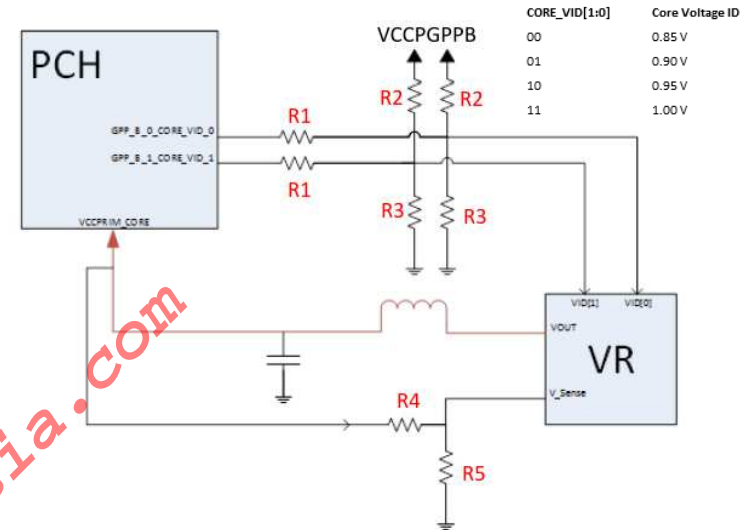 CORE_VID[1:0] Core Voltage ID
00 0.85 V
01 0.90 V
10 0.95 V
11 1.00 V
VCCPGPPB
PCH
R2 R2
R1
GPP_B_0_CORE_VID_0
GPP_B_1_CORE_VID_1
R1
R3 R3
VCCPRIM_CORE
VID[1] VID[0]
VOUT
VR
V_Sense
R4
R5
ia.com